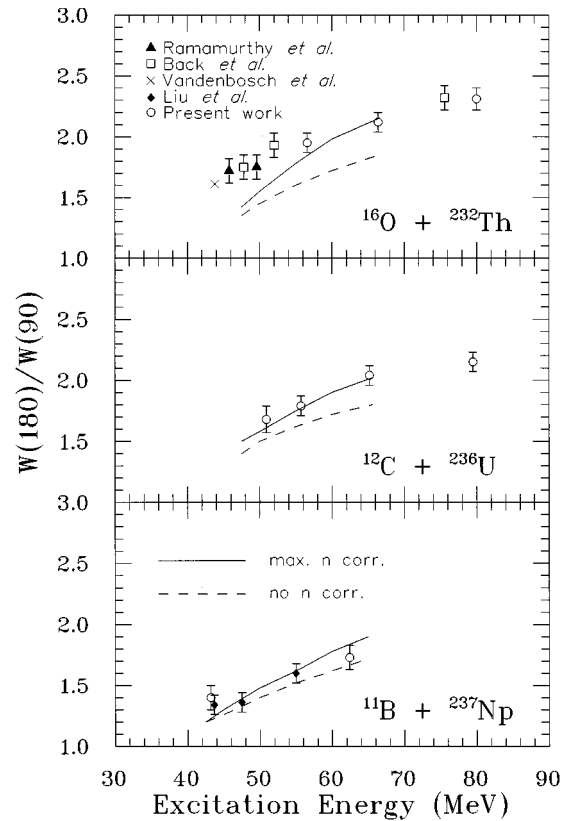 3.0
▲ Ramamurthy et al.
□ Back et al.
× Vandenbosch et al.
◆ Liu et al.
○ Present work
2.5
2.0
1.5
¹⁶O + ²³²Th
1.0
2.5
2.0
1.5
¹²C + ²³⁶U
3.0
W(180)/W(90)
max. n corr.
no n corr.
2.5
2.0
1.5
¹¹B + ²³⁷Np
1.0
30 40 50 60 70 80 90
Excitation Energy (MeV)